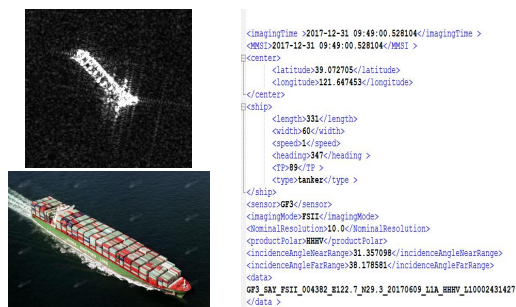 <imagingTime >2017-12-31 09:49:00.528104</imagingTime >
<MMSI>2017-12-31 09:49:00.528104</MMSI >
<center>
<latitude>39.072705</latitude>
<longitude>121.647453</longitude>
</center>
<ship>
<length>331</length>
<width>60</width>
<speed>1</speed>
<heading>347</heading >
<TP>89</TP >
<type>tanker</type >
</ship>
<sensor>GF3</sensor>
<imagingMode>FSII</imagingMode>
<NominalResolution>10.0</NominalResolution>
<productPolar>HHHV</productPolar>
<incidenceAngleNearRange>31.357098</incidenceAngleNearRange>
<incidenceAngleFarRange>38.178581</incidenceAngleFarRange>
<data>
GF3_SAY_FSII_004382_E122.7_N29.3_20170609_L1A_HHHV_L10002431427
</data >